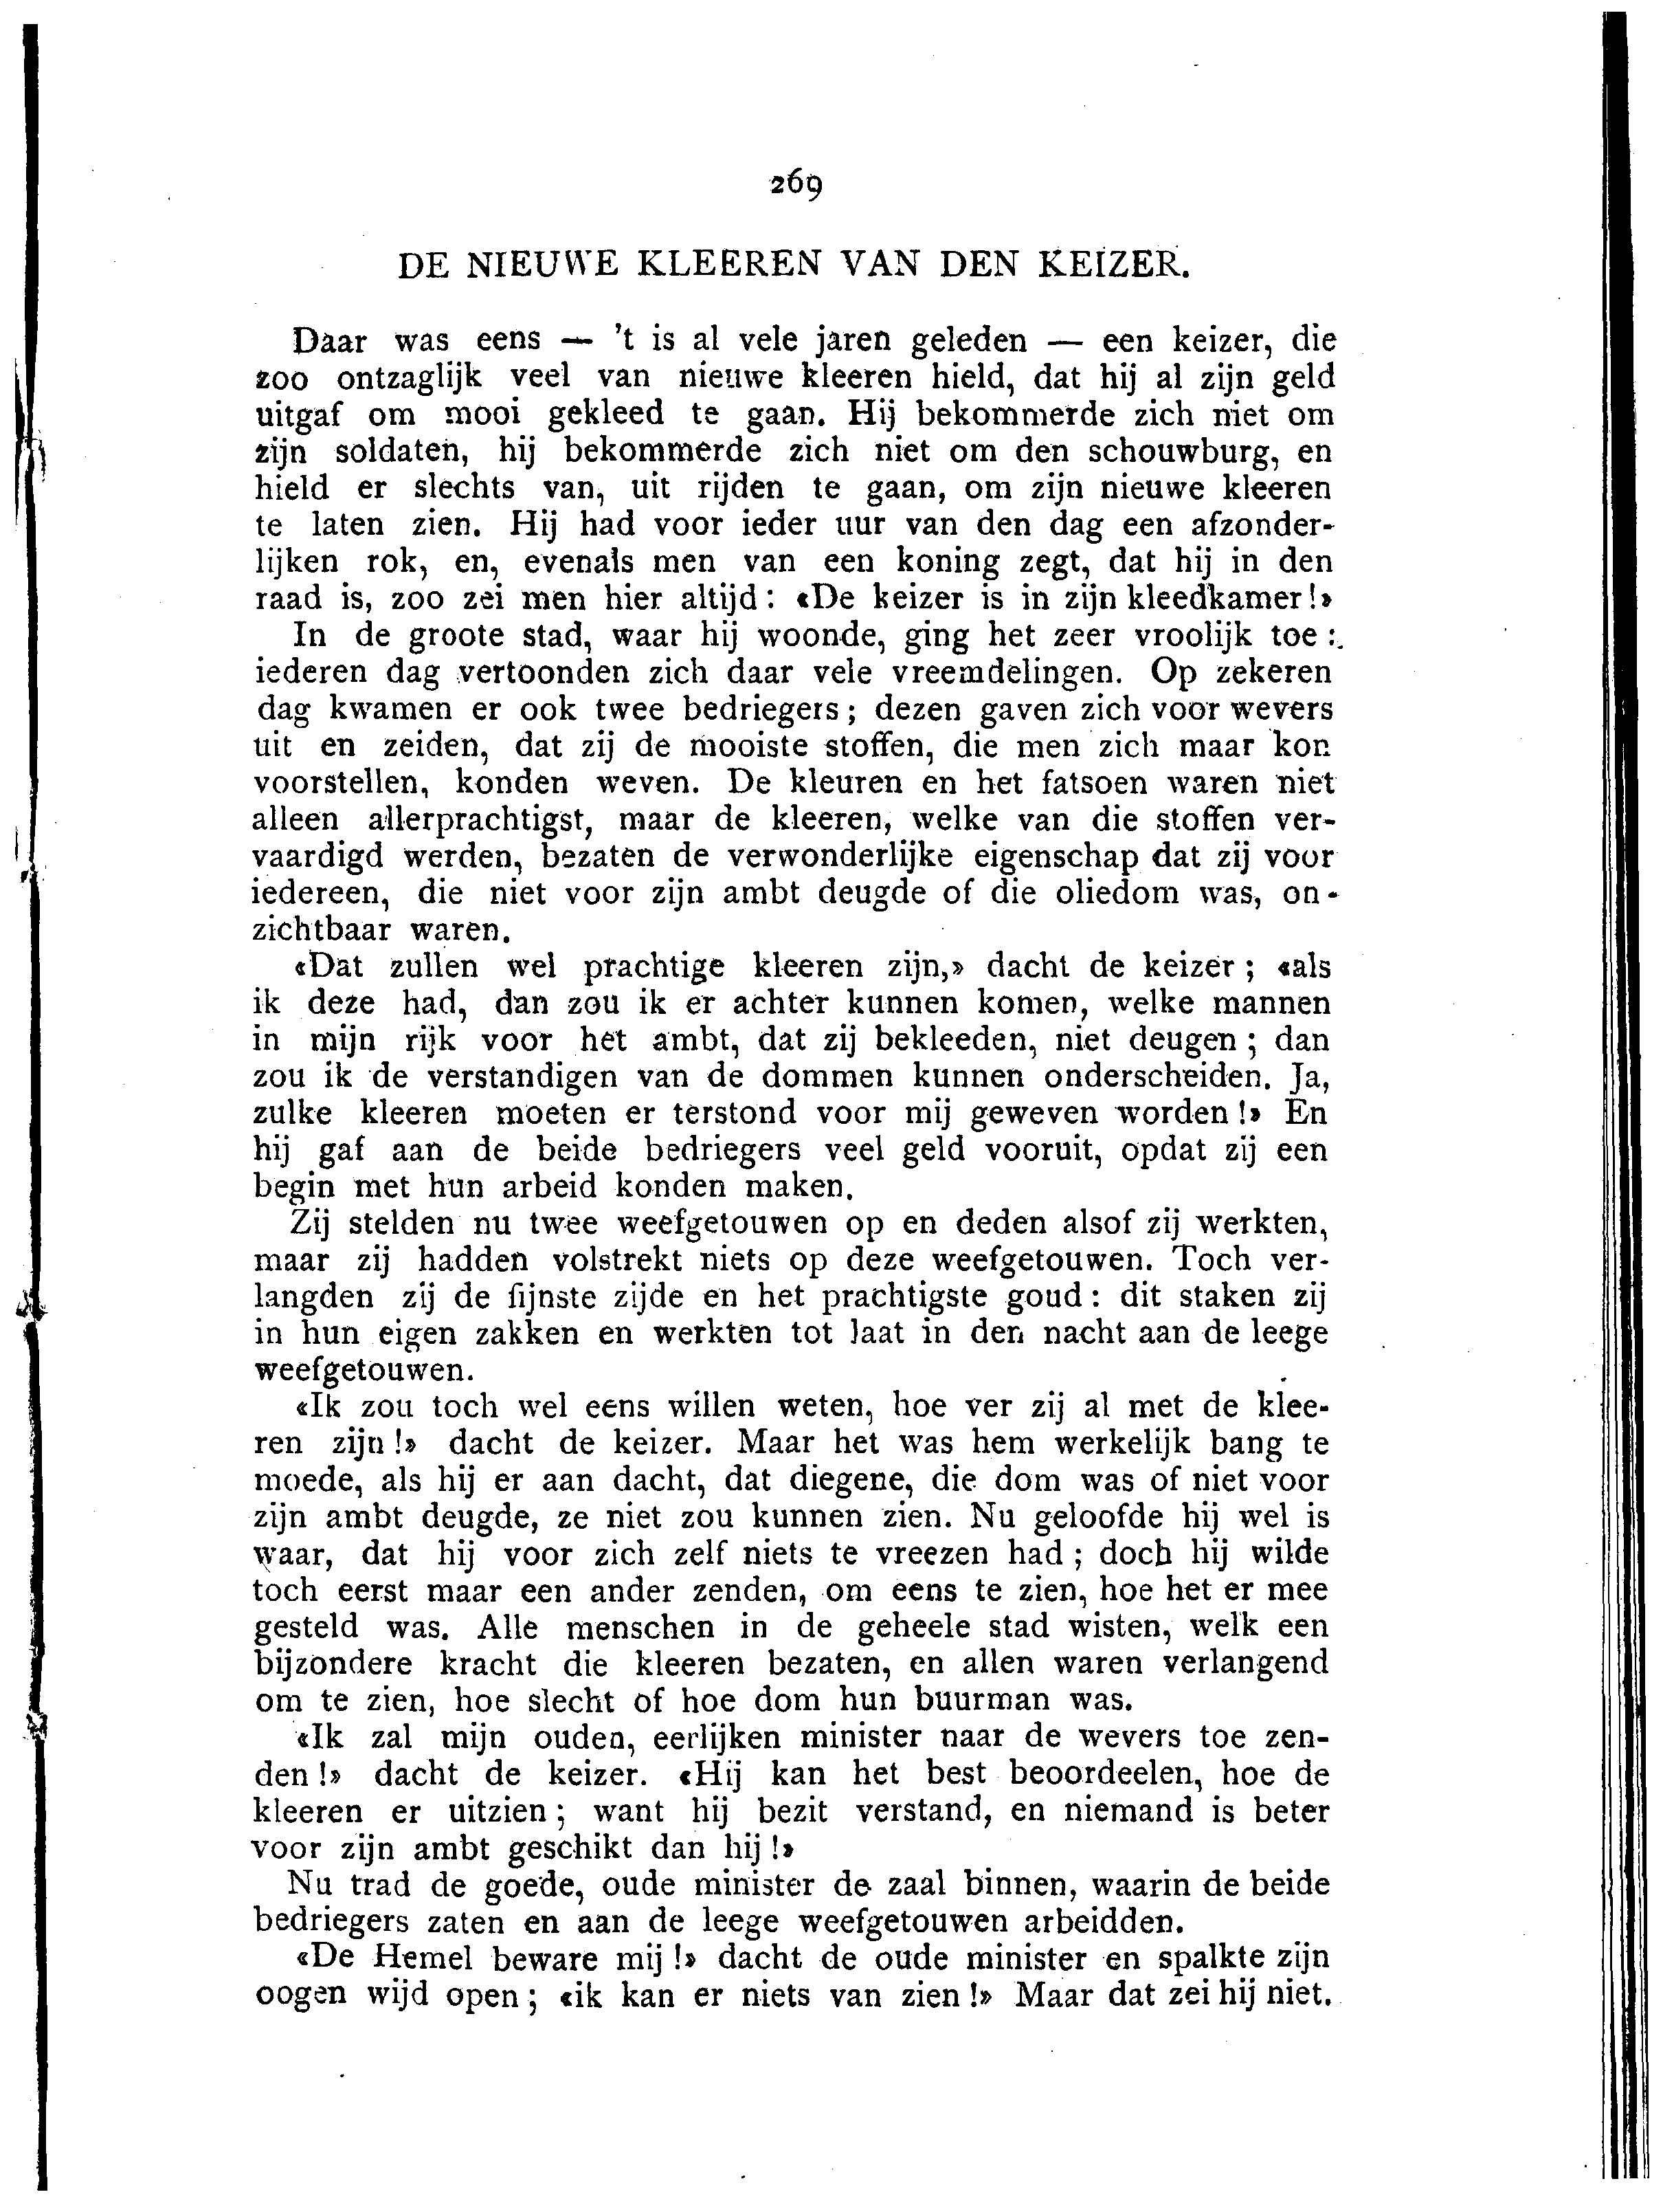 269
DE NIEUWE KLEEREN VAN DEN KEIZER.
Daar was eens — 't is al vele jaren geleden — een keizer, die
zoo ontzaglijk veel van nieuwe kleeren hield, dat hij al zijn geld
uitgaf om mooi gekleed te gaan. Hij bekommerde zich niet om
zijn soldaten, hij bekommerde zich niet om den schouwburg, en
hield er slechts van, uit rijden te gaan, om zijn nieuwe kleeren
te laten zien. Hij had voor ieder uur van den dag een afzonder-
lijken rok, en, evenals men van een koning zegt, dat hij in den
raad is, zoo zei men hier altijd: «De keizer is in zijn kleedkamer!»
In de groote stad, waar hij woonde, ging het zeer vroolijk toe:
iederen dag vertoonden zich daar vele vreemdelingen. Op zekeren
dag kwamen er ook twee bedriegers; dezen gaven zich voor wevers
uit en zeiden, dat zij de mooiste stoffen, die men zich maar kon
voorstellen, konden weven. De kleuren en het fatsoen waren niet
alleen allerprachtigst, maar de kleeren, welke van die stoffen ver-
vaardigd werden, bezaten de verwonderlijke eigenschap dat zij voor
iedereen, die niet voor zijn ambt deugde of die oliedom was, on-
zichtbaar waren.
«Dat zullen wel prachtige kleeren zijn,» dacht de keizer; «als
ik deze had, dan zou ik er achter kunnen komen, welke mannen
in mijn rijk voor het ambt, dat zij bekleeden, niet deugen; dan
zou ik de verstandigen van de dommen kunnen onderscheiden. Ja,
zulke kleeren moeten er terstond voor mij geweven worden!» En
hij gaf aan de beide bedriegers veel geld vooruit, opdat zij een
begin met hun arbeid konden maken.
Zij stelden nu twee weefgetouwen op en deden alsof zij werkten,
maar zij hadden volstrekt niets op deze weefgetouwen. Toch ver-
langden zij de fijnste zijde en het prachtigste goud: dit staken zij
in hun eigen zakken en werkten tot laat in den nacht aan de leege
weefgetouwen.
«Ik zou toch wel eens willen weten, hoe ver zij al met de klee-
ren zijn!» dacht de keizer. Maar het was hem werkelijk bang te
moede, als hij er aan dacht, dat diegene, die dom was of niet voor
zijn ambt deugde, ze niet zou kunnen zien. Nu geloofde hij wel is
waar, dat hij voor zich zelf niets te vreezen had; doch hij wilde
toch eerst maar een ander zenden, om eens te zien, hoe het er mee
gesteld was. Alle menschen in de geheele stad wisten, welk een
bijzondere kracht die kleeren bezaten, en allen waren verlangend
om te zien, hoe slecht of hoe dom hun buurman was.
«Ik zal mijn ouden, eerlijken minister naar de wevers toe zen-
den!» dacht de keizer. «Hij kan het best beoordeelen, hoe de
kleeren er uitzien; want hij bezit verstand, en niemand is beter
voor zijn ambt geschikt dan hij!»
Nu trad de goede, oude minister de zaal binnen, waarin de beide
bedriegers zaten en aan de leege weefgetouwen arbeidden.
«De Hemel beware mij!» dacht de oude minister en spalkte zijn
oogen wijd open; «ik kan er niets van zien!» Maar dat zei hij niet.